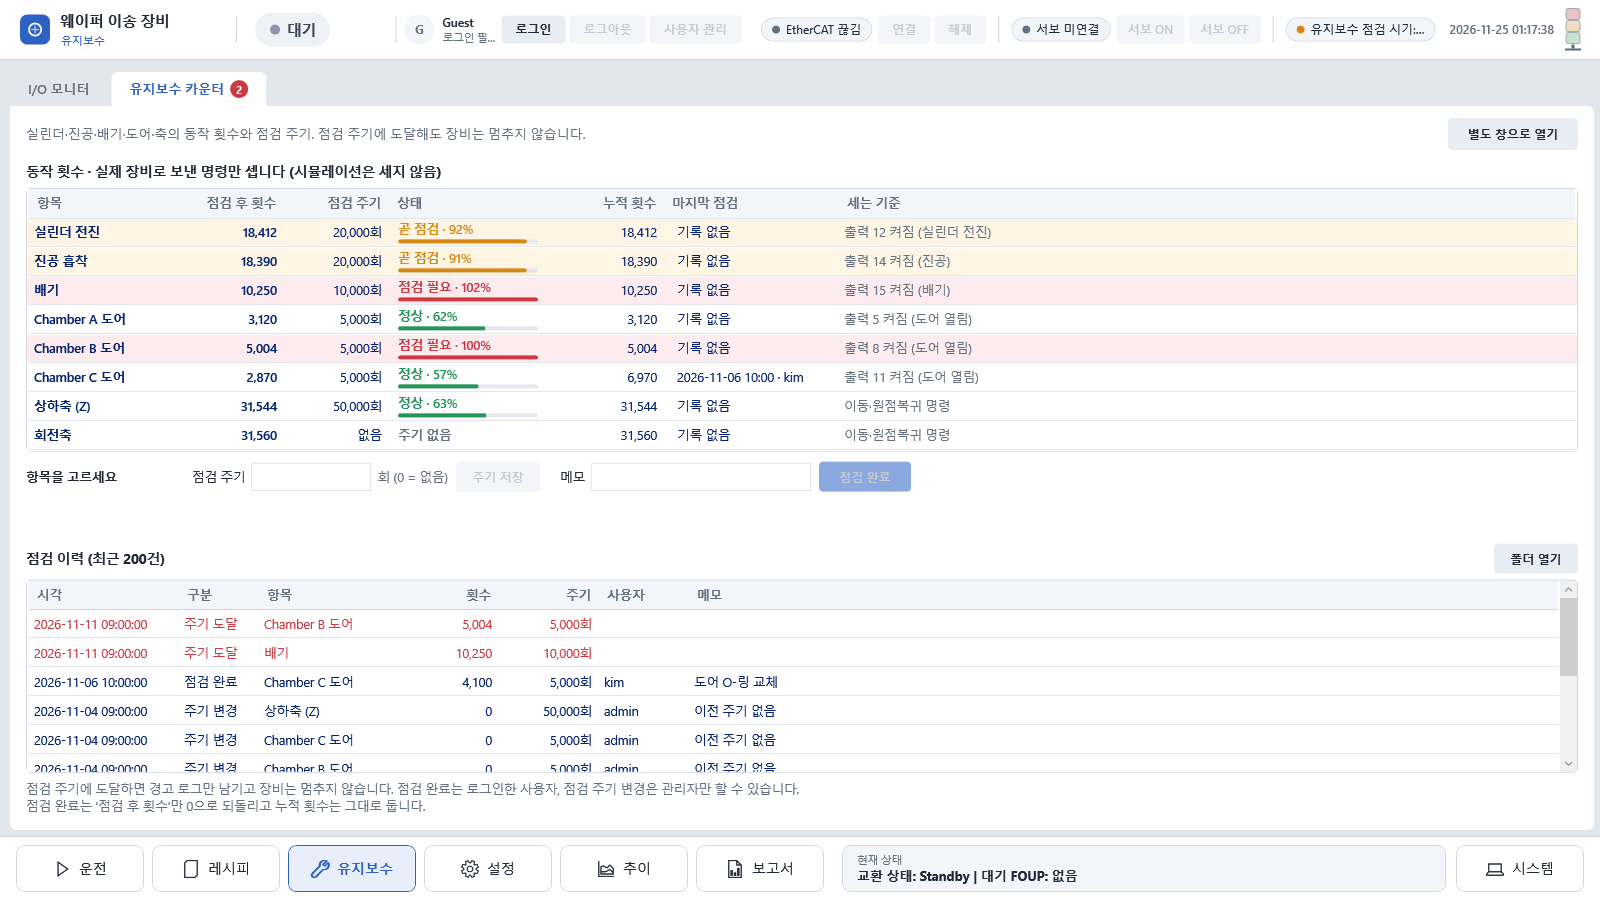 웨이퍼 이송 장비
유지보수
대기
G
Guest
로그인 필...
로그인
로그아웃
사용자 관리
EtherCAT 끊김
연결
해제
서보 미연결
서보 ON
서보 OFF
유지보수 점검 시기:...
2026-11-25 01:17:38
I/O 모니터
유지보수 카운터 2
실린더·진공·배기·도어·축의 동작 횟수와 점검 주기. 점검 주기에 도달해도 장비는 멈추지 않습니다.
별도 창으로 열기
동작 횟수 · 실제 장비로 보낸 명령만 셉니다 (시뮬레이션은 세지 않음)
항목 점검 후 횟수 점검 주기 상태 누적 횟수 마지막 점검 세는 기준
실린더 전진 18,412 20,000회 곧 점검 · 92% 18,412 기록 없음 출력 12 켜짐 (실린더 전진)
진공 흡착 18,390 20,000회 곧 점검 · 91% 18,390 기록 없음 출력 14 켜짐 (진공)
배기 10,250 10,000회 점검 필요 · 102% 10,250 기록 없음 출력 15 켜짐 (배기)
Chamber A 도어 3,120 5,000회 정상 · 62% 3,120 기록 없음 출력 5 켜짐 (도어 열림)
Chamber B 도어 5,004 5,000회 점검 필요 · 100% 5,004 기록 없음 출력 8 켜짐 (도어 열림)
Chamber C 도어 2,870 5,000회 정상 · 57% 6,970 2026-11-06 10:00 · kim 출력 11 켜짐 (도어 열림)
상하축 (Z) 31,544 50,000회 정상 · 63% 31,544 기록 없음 이동·원점복귀 명령
회전축 31,560 없음 주기 없음 31,560 기록 없음 이동·원점복귀 명령
항목을 고르세요 점검 주기 회 (0 = 없음) 주기 저장 메모 점검 완료
점검 이력 (최근 200건)
폴더 열기
시각 구분 항목 횟수 주기 사용자 메모
2026-11-11 09:00:00 주기 도달 Chamber B 도어 5,004 5,000회
2026-11-11 09:00:00 주기 도달 배기 10,250 10,000회
2026-11-06 10:00:00 점검 완료 Chamber C 도어 4,100 5,000회 kim 도어 O-링 교체
2026-11-04 09:00:00 주기 변경 상하축 (Z) 0 50,000회 admin 이전 주기 없음
2026-11-04 09:00:00 주기 변경 Chamber C 도어 0 5,000회 admin 이전 주기 없음
2026-11-04 09:00:00 주기 변경 Chamber B 도어 0 5,000회 admin 이전 주기 없음
점검 주기에 도달하면 경고 로그만 남기고 장비는 멈추지 않습니다. 점검 완료는 로그인한 사용자, 점검 주기 변경은 관리자만 할 수 있습니다.
점검 완료는 '점검 후 횟수'만 0으로 되돌리고 누적 횟수는 그대로 둡니다.
운전
레시피
유지보수
설정
추이
보고서
현재 상태
교환 상태: Standby | 대기 FOUP: 없음
시스템